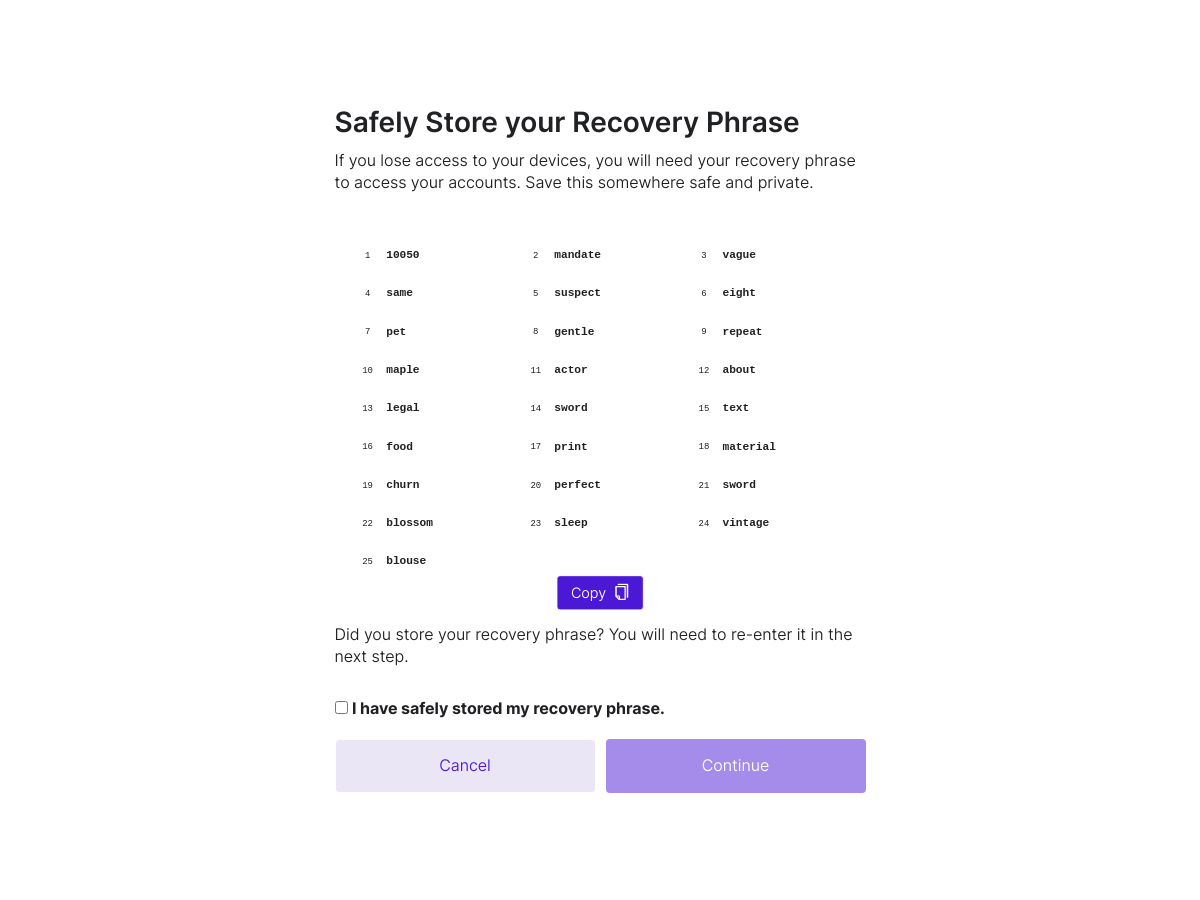 Safely Store your Recovery Phrase
If you lose access to your devices, you will need your recovery phrase
to access your accounts. Save this somewhere safe and private.
1 10050 2 mandate 3 vague
4 same 5 suspect 6 eight
7 pet 8 gentle 9 repeat
10 maple 11 actor 12 about
13 legal 14 sword 15 text
16 food 17 print 18 material
19 churn 20 perfect 21 sword
22 blossom 23 sleep 24 vintage
25 blouse
Copy
Did you store your recovery phrase? You will need to re-enter it in the
next step.
I have safely stored my recovery phrase.
Cancel Continue